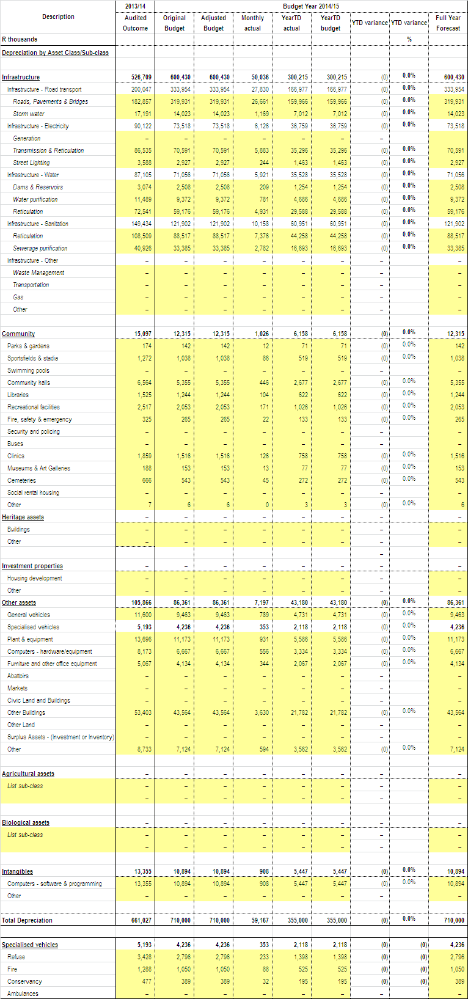 2013/14 Budget Year 2014/15
Description Audited Outcome Original Budget Adjusted Budget Monthly actual YearTD actual YearTD budget YTD variance YTD variance Full Year Forecast
R thousands %
Depreciation by Asset Class/Sub-class
Infrastructure 526,709 600,430 600,430 50,036 300,215 300,215 (0) 0.0% 600,430
Infrastructure - Road transport 200,047 333,954 333,954 27,830 166,977 166,977 (0) 0.0% 333,954
Roads, Pavements & Bridges 182,857 319,931 319,931 26,661 159,966 159,966 (0) 0.0% 319,931
Storm water 17,191 14,023 14,023 1,169 7,012 7,012 (0) 0.0% 14,023
Infrastructure - Electricity 90,122 73,518 73,518 6,126 36,759 36,759 (0) 0.0% 73,518
Generation – – – – – – – –
Transmission & Reticulation 86,535 70,591 70,591 5,883 35,296 35,296 (0) 0.0% 70,591
Street Lighting 3,588 2,927 2,927 244 1,463 1,463 (0) 0.0% 2,927
Infrastructure - Water 87,105 71,056 71,056 5,921 35,528 35,528 (0) 0.0% 71,056
Dams & Reservoirs 3,074 2,508 2,508 209 1,254 1,254 (0) 0.0% 2,508
Water purification 11,489 9,372 9,372 781 4,686 4,686 (0) 0.0% 9,372
Reticulation 72,541 59,176 59,176 4,931 29,588 29,588 (0) 0.0% 59,176
Infrastructure - Sanitation 149,434 121,902 121,902 10,158 60,951 60,951 (0) 0.0% 121,902
Reticulation 108,509 88,517 88,517 7,376 44,258 44,258 (0) 0.0% 88,517
Sewerage purification 40,926 33,385 33,385 2,782 16,693 16,693 (0) 0.0% 33,385
Infrastructure - Other – – – – – – – –
Waste Management – – – – – – – –
Transportation – – – – – – – –
Gas – – – – – – – –
Other – – – – – – – –
Community 15,097 12,315 12,315 1,026 6,158 6,158 (0) 0.0% 12,315
Parks & gardens 174 142 142 12 71 71 (0) 0.0% 142
Sportsfields & stadia 1,272 1,038 1,038 86 519 519 (0) 0.0% 1,038
Swimming pools – – – – – – – –
Community halls 6,564 5,355 5,355 446 2,677 2,677 (0) 0.0% 5,355
Libraries 1,525 1,244 1,244 104 622 622 (0) 0.0% 1,244
Recreational facilities 2,517 2,053 2,053 171 1,026 1,026 (0) 0.0% 2,053
Fire, safety & emergency 325 265 265 22 133 133 (0) 0.0% 265
Security and policing – – – – – – – –
Buses – – – – – – – –
Clinics 1,859 1,516 1,516 126 758 758 (0) 0.0% 1,516
Museums & Art Galleries 188 153 153 13 77 77 (0) 0.0% 153
Cemeteries 666 543 543 45 272 272 (0) 0.0% 543
Social rental housing – – – – – – – –
Other 7 6 6 0 3 3 (0) 0.0% 6
Heritage assets – – – – – – – –
Buildings – – – – – – – –
Other – – – – – – – –
–
Investment properties – – – – – – – –
Housing development – – – – – – – –
Other – – – – – – – –
Other assets 105,866 86,361 86,361 7,197 43,180 43,180 (0) 0.0% 86,361
General vehicles 11,600 9,463 9,463 789 4,731 4,731 (0) 0.0% 9,463
Specialised vehicles 5,193 4,236 4,236 353 2,118 2,118 (0) 0.0% 4,236
Plant & equipment 13,696 11,173 11,173 931 5,586 5,586 (0) 0.0% 11,173
Computers - hardware/equipment 8,173 6,667 6,667 556 3,334 3,334 (0) 0.0% 6,667
Furniture and other office equipment 5,067 4,134 4,134 344 2,067 2,067 (0) 0.0% 4,134
Abattoirs – – – – – – – –
Markets – – – – – – – –
Civic Land and Buildings – – – – – – – –
Other Buildings 53,403 43,564 43,564 3,630 21,782 21,782 (0) 0.0% 43,564
Other Land – – – – – – – –
Surplus Assets - (Investment or Inventory) – – – – – – – –
Other 8,733 7,124 7,124 594 3,562 3,562 (0) 0.0% 7,124
Agricultural assets – – – – – – – –
List sub-class – – – – – – – –
– – – – – – – –
Biological assets – – – – – – – –
List sub-class – – – – – – – –
– – – – – – – –
Intangibles 13,355 10,894 10,894 908 5,447 5,447 (0) 0.0% 10,894
Computers - software & programming 13,355 10,894 10,894 908 5,447 5,447 (0) 0.0% 10,894
Other – – – – – – – –
Total Depreciation 661,027 710,000 710,000 59,167 355,000 355,000 (0) 0.0% 710,000
Specialised vehicles 5,193 4,236 4,236 353 2,118 2,118 (0) (0) 4,236
Refuse 3,428 2,796 2,796 233 1,398 1,398 (0) (0) 2,796
Fire 1,288 1,050 1,050 88 525 525 (0) (0) 1,050
Conservancy 477 389 389 32 195 195 (0) (0) 389
Ambulances – – – – – – – –